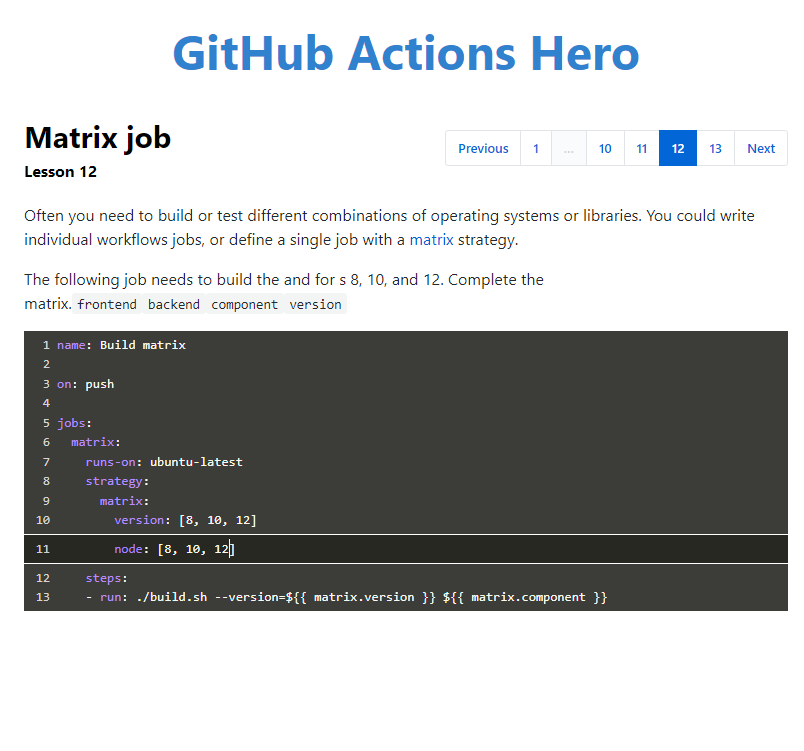 GitHub Actions Hero
Matrix job
Lesson 12
Previous 1 ... 10 11 12 13 Next
Often you need to build or test different combinations of operating systems or libraries. You could write
individual workflows jobs, or define a single job with a matrix strategy.
The following job needs to build the and for s 8, 10, and 12. Complete the
matrix. frontend backend component version
1 name: Build matrix
2
3 on: push
4
5 jobs:
6   matrix:
7     runs-on: ubuntu-latest
8     strategy:
9       matrix:
10         version: [8, 10, 12]
11         node: [8, 10, 12]
12     steps:
13     - run: ./build.sh --version=${{ matrix.version }} ${{ matrix.component }}